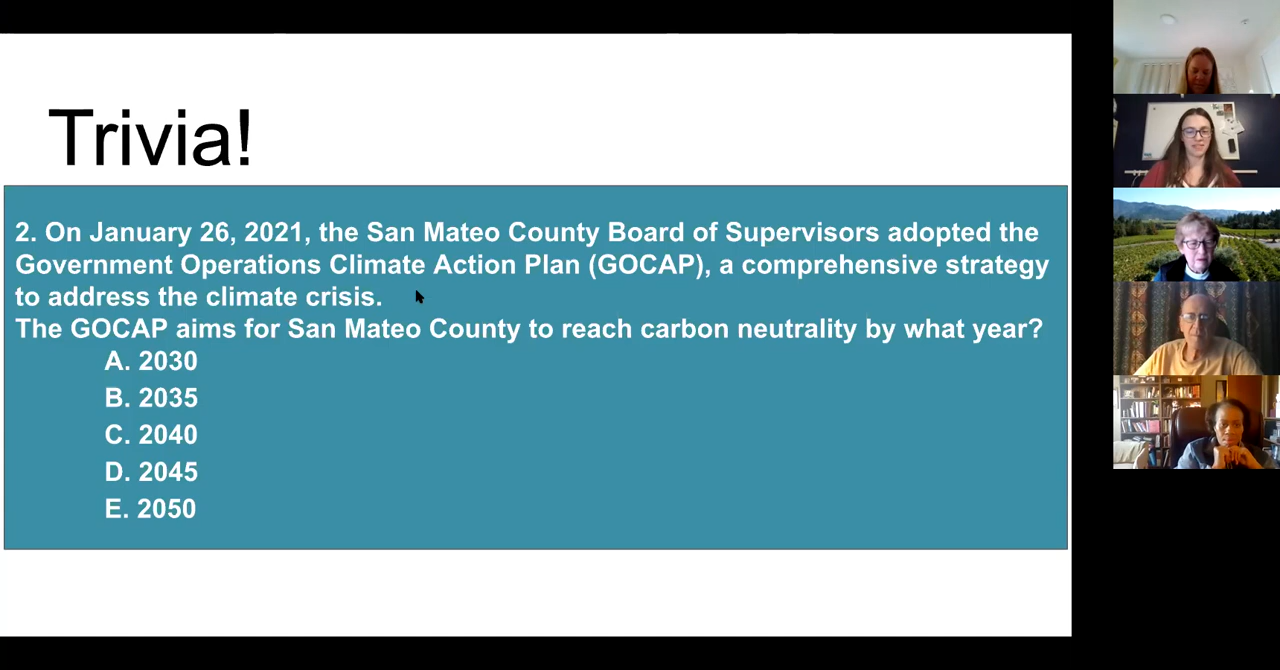 Trivia!
2. On January 26, 2021, the San Mateo County Board of Supervisors adopted the
Government Operations Climate Action Plan (GOCAP), a comprehensive strategy
to address the climate crisis.
The GOCAP aims for San Mateo County to reach carbon neutrality by what year?
A. 2030
B. 2035
C. 2040
D. 2045
E. 2050